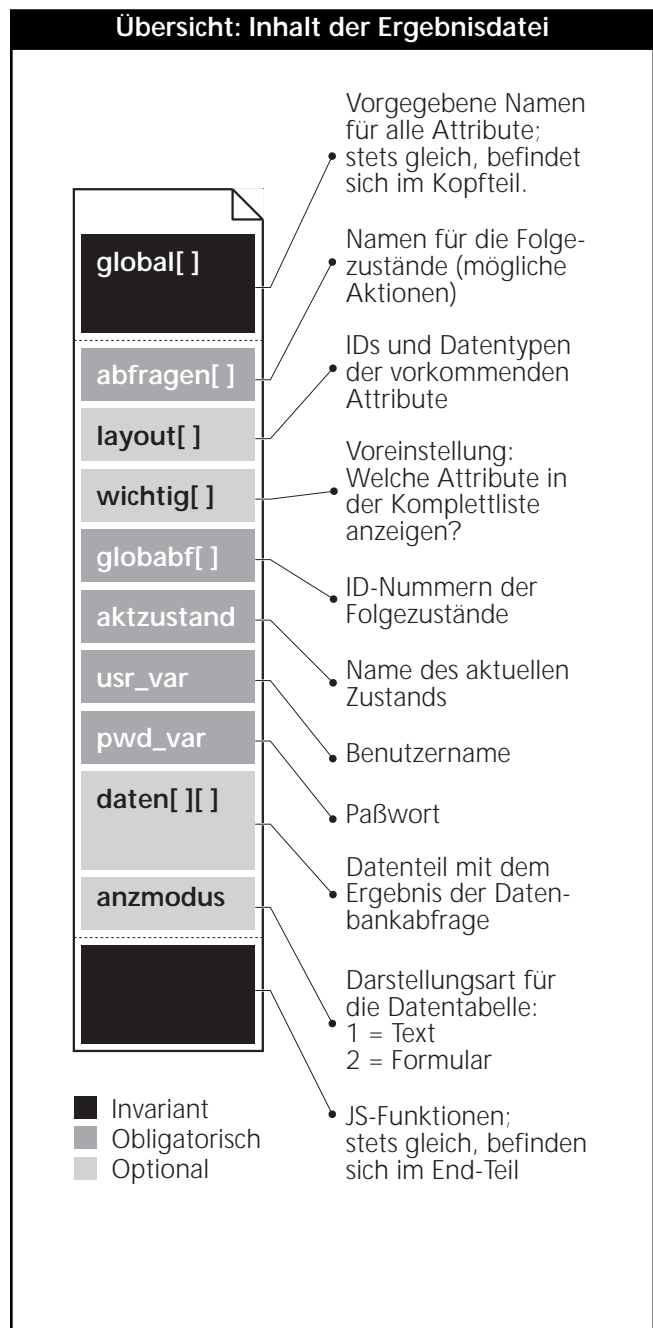 Übersicht: Inhalt der Ergebnisdatei
Vorgegebene Namen
für alle Attribute;
stets gleich, befindet
sich im Kopfteil.
global[ ]
Namen für die Folge-
zustände (mögliche
Aktionen)
abfragen[ ]
IDs und Datentypen
der vorkommenden
Attribute
layout[ ]
Voreinstellung:
Welche Attribute in
der Komplettliste
anzeigen?
wichtig[ ]
ID-Nummern der
Folgezustände
globabf[ ]
Name des aktuellen
Zustands
aktzustand
Benutzername
usr_var
Paßwort
pwd_var
Datenteil mit dem
Ergebnis der Daten-
bankabfrage
daten[ ][ ]
Darstellungsart für
die Datentabelle:
1 = Text
2 = Formular
anzmodus
JS-Funktionen;
stets gleich, befinden
sich im End-Teil
Invariant
Obligatorisch
Optional